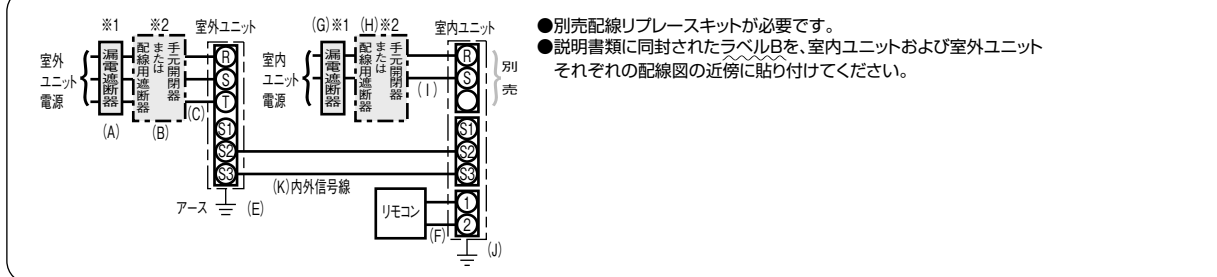 ※1
※2
室外ユニット
室外
ユニット
電源
漏電遮断器
配線用遮断器
または
手元開閉器
(A)
(B)
(C)
R
S
T
S1
S2
S3
アース
(E)
(K)内外信号線
(G)※1
(H)※2
室内ユニット
室内
ユニット
電源
漏電遮断器
配線用遮断器
または
手元開閉器
(I)
R
S
別売
S1
S2
S3
リモコン
1
2
(F)
(J)
●別売配線リプレースキットが必要です。
●説明書類に同封されたラベルBを、室内ユニットおよび室外ユニット
それぞれの配線図の近傍に貼り付けてください。